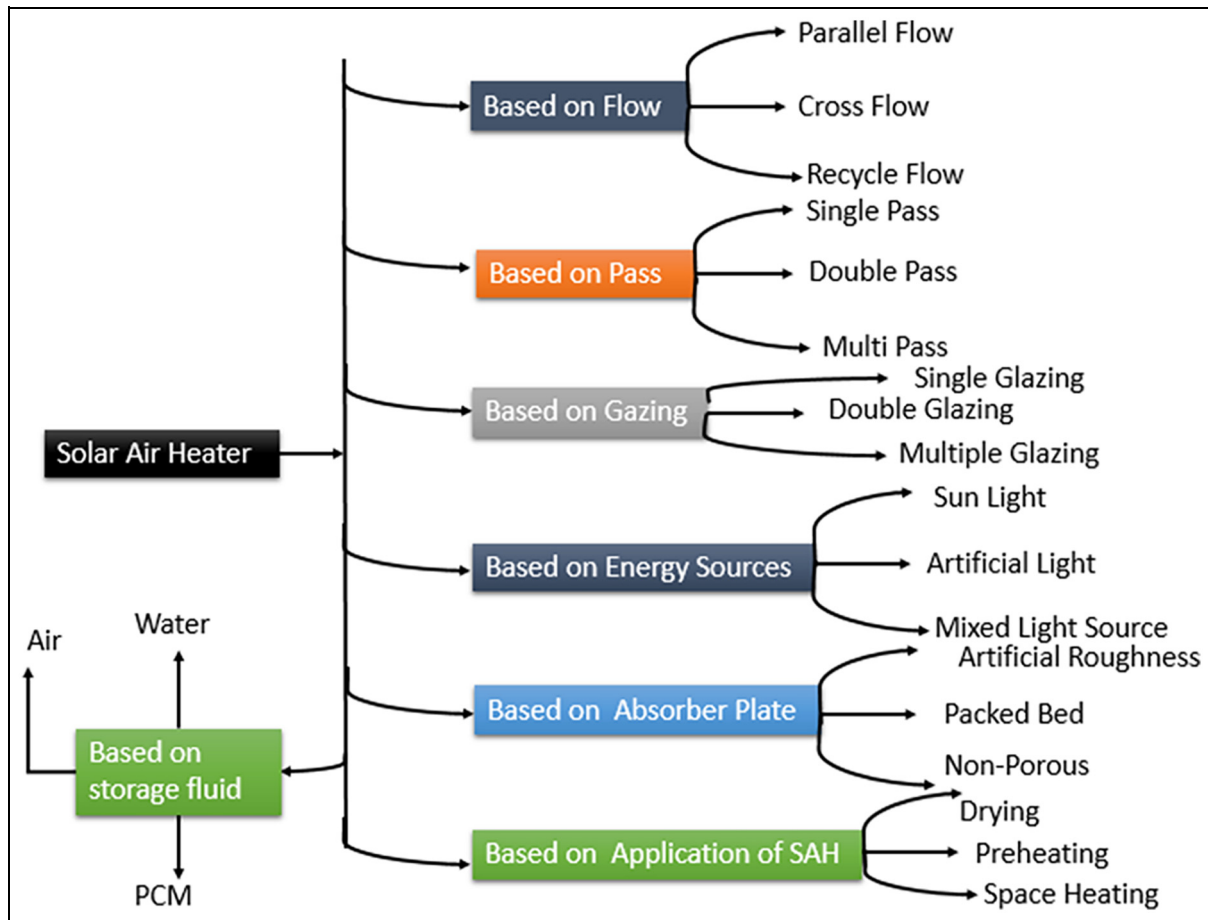 Parallel Flow
Based on Flow
Cross Flow
Recycle Flow
Single Pass
Based on Pass
Double Pass
Multi Pass
Single Glazing
Based on Gazing
Double Glazing
Solar Air Heater
Multiple Glazing
Sun Light
Based on Energy Sources
Artificial Light
Mixed Light Source
Artificial Roughness
Based on Absorber Plate
Packed Bed
Non-Porous
Air
Water
Based on
storage fluid
PCM
Drying
Based on Application of SAH
Preheating
Space Heating